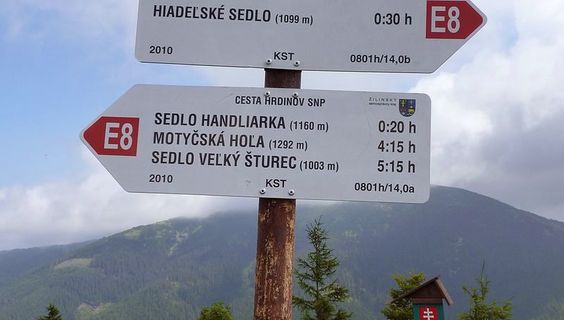 HIADEĽSKÉ SEDLO (1099 m) 0:30 h
E8
2010 KST 0801h/14,0b
CESTA HRDINOV SNP
ŽILINSKÝ
E8
SEDLO HANDLIARKA (1160 m) 0:20 h
MOTYČSKÁ HOĽA (1292 m) 4:15 h
SEDLO VEĽKÝ ŠTUREC (1003 m) 5:15 h
2010 KST 0801h/14,0a